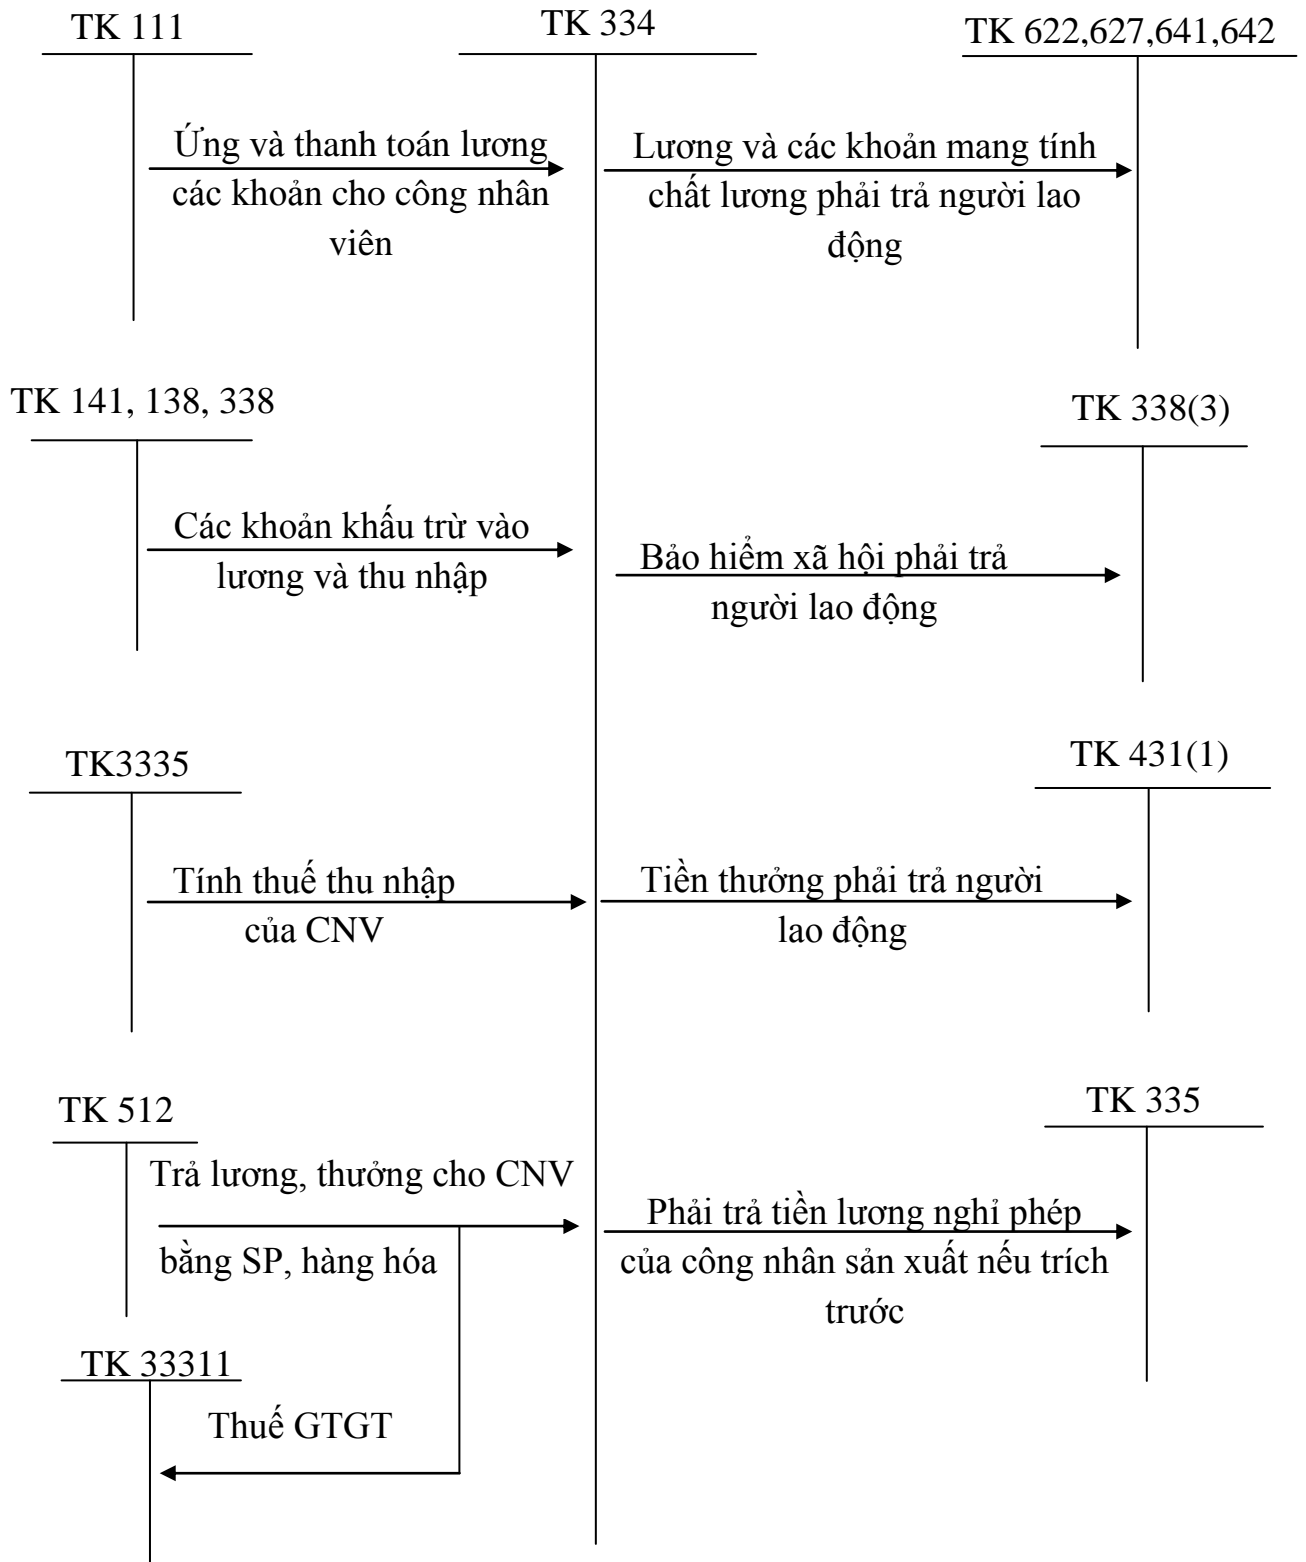 TK 111
TK 334
TK 622,627,641,642
Ứng và thanh toán lương
các khoản cho công nhân
viên
Lương và các khoản mang tính
chất lương phải trả người lao
động
TK 141, 138, 338
TK 338(3)
Các khoản khấu trừ vào
lương và thu nhập
Bảo hiểm xã hội phải trả
người lao động
TK3335
TK 431(1)
Tính thuế thu nhập
của CNV
Tiền thưởng phải trả người
lao động
TK 512
TK 335
Trả lương, thưởng cho CNV
bằng SP, hàng hóa
Phải trả tiền lương nghỉ phép
của công nhân sản xuất nếu trích
trước
TK 33311
Thuế GTGT